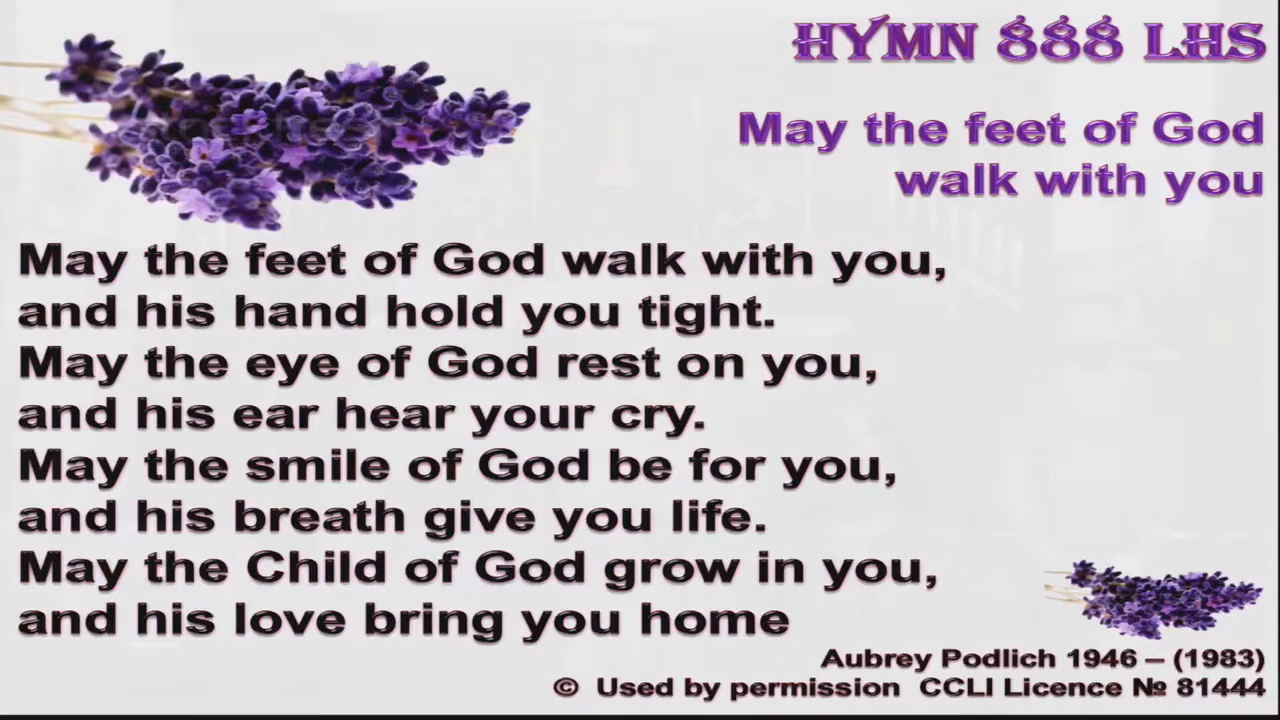 HYMN 888 LHS
May the feet of God
walk with you
May the feet of God walk with you,
and his hand hold you tight.
May the eye of God rest on you,
and his ear hear your cry.
May the smile of God be for you,
and his breath give you life.
May the Child of God grow in you,
and his love bring you home
Aubrey Podlich 1946 – (1983)
© Used by permission CCLI Licence № 81444